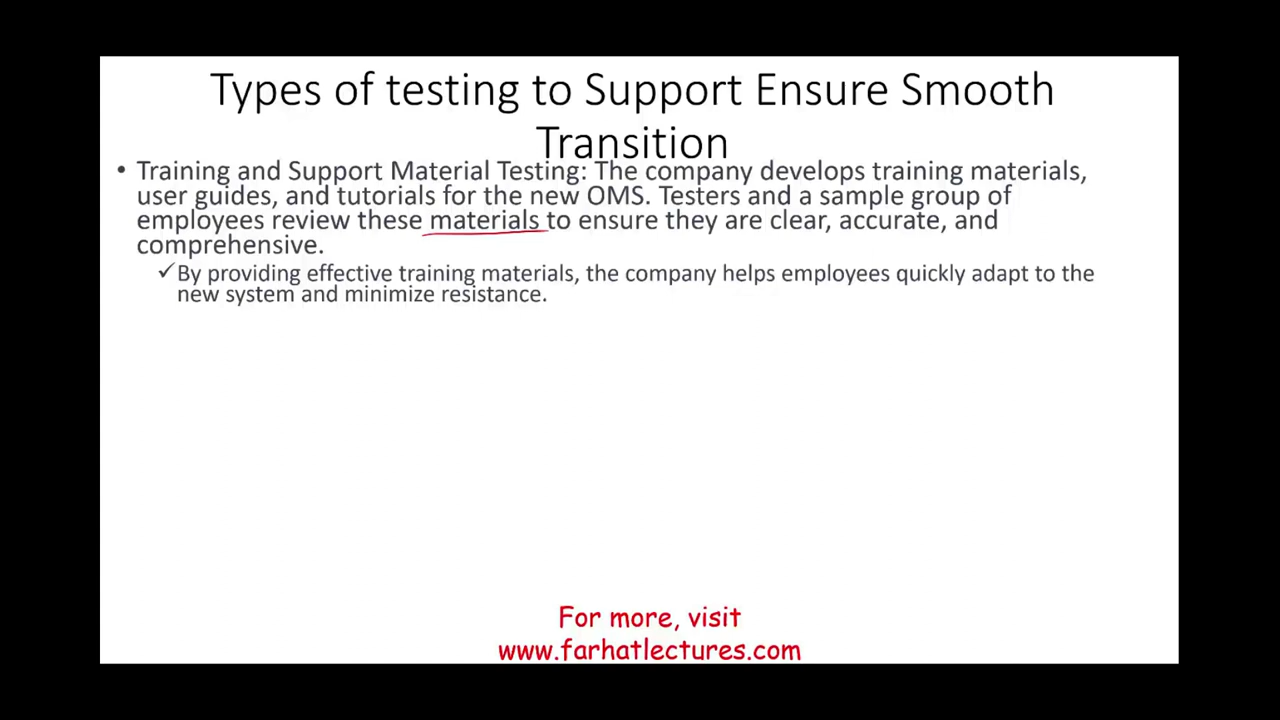 Types of testing to Support Ensure Smooth
Transition
• Training and Support Material Testing: The company develops training materials,
user guides, and tutorials for the new OMS. Testers and a sample group of
employees review these materials to ensure they are clear, accurate, and
comprehensive.
✓By providing effective training materials, the company helps employees quickly adapt to the
new system and minimize resistance.
For more, visit
www.farhatlectures.com